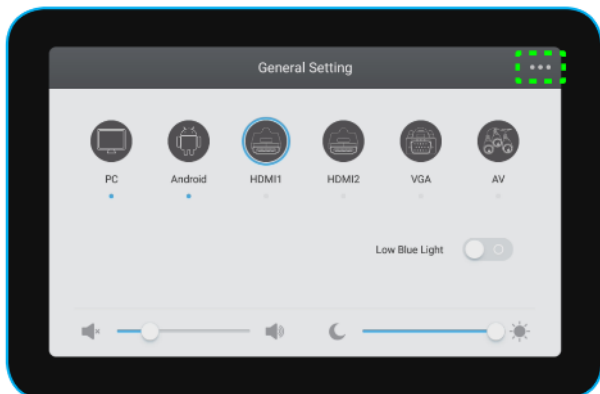 General Setting
PC Android HDMI1 HDMI2 VGA AV
Low Blue Light